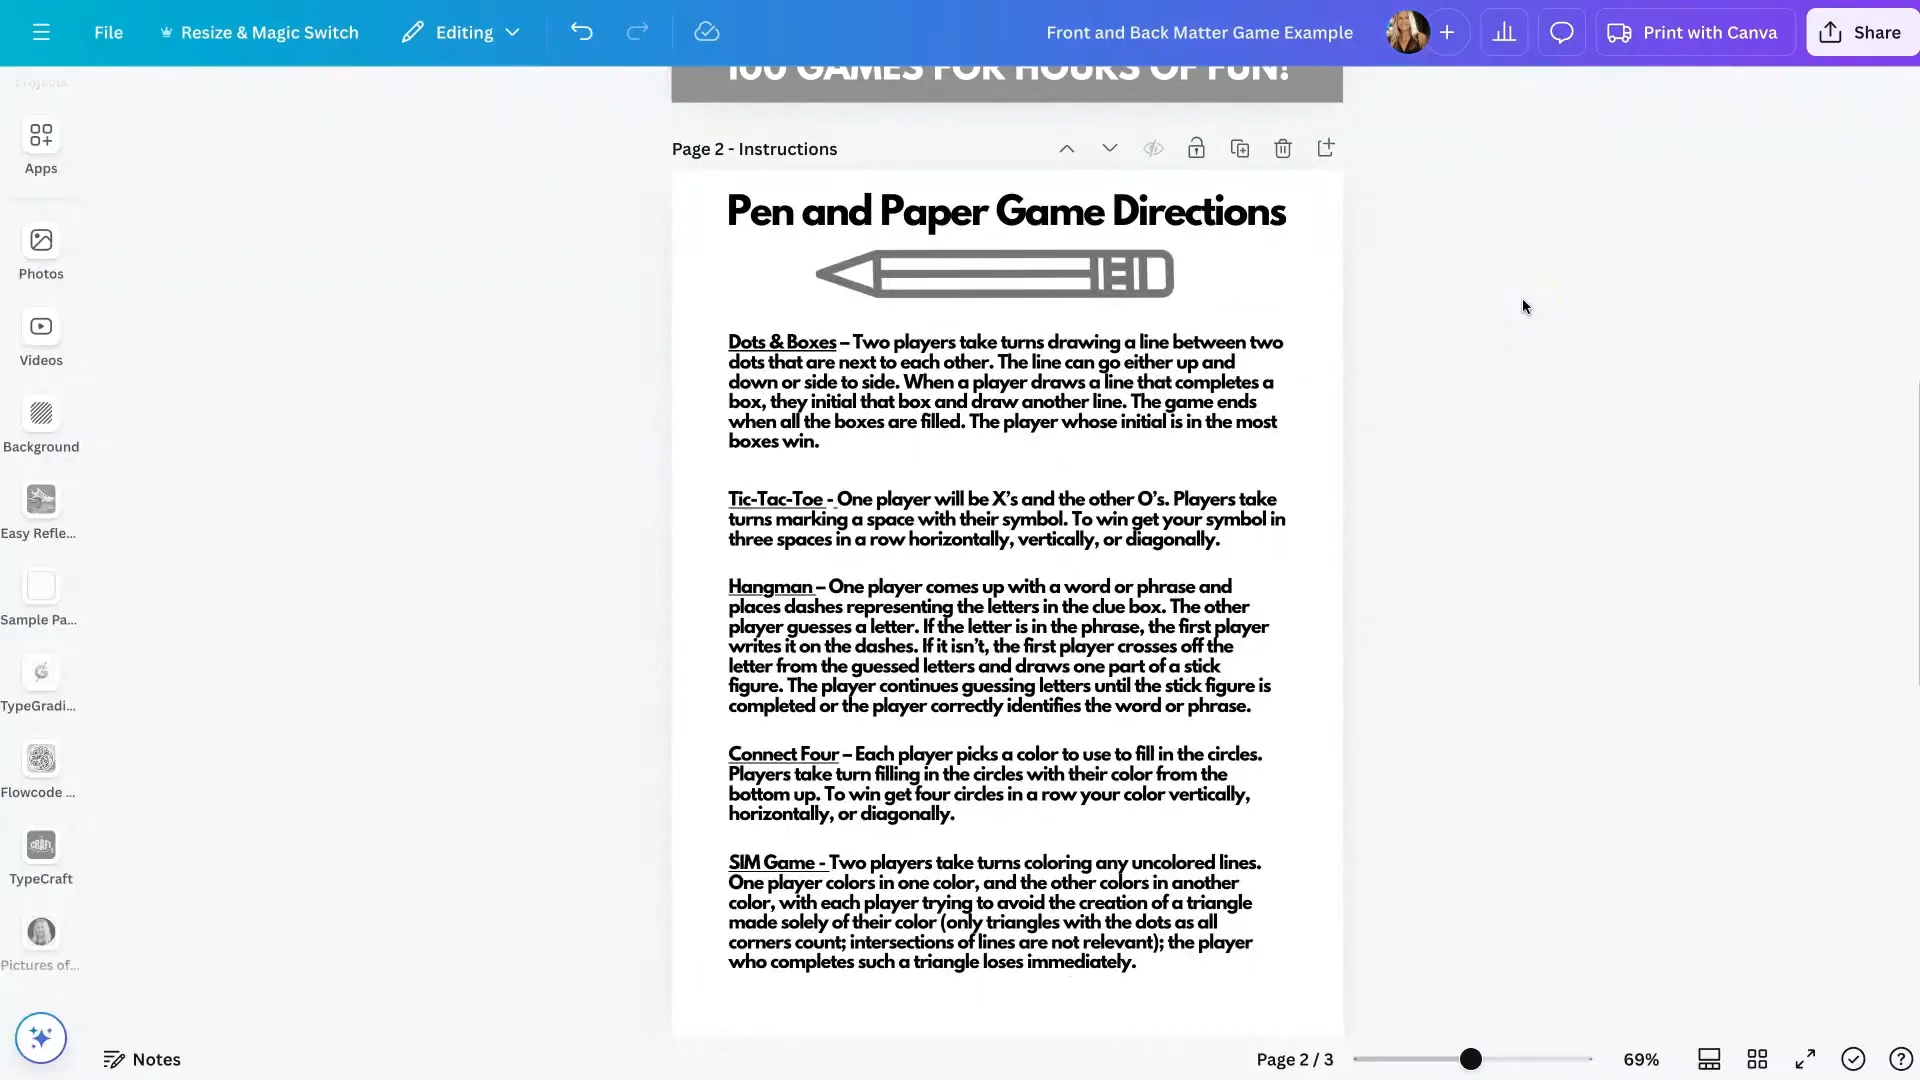 File
Resize & Magic Switch
Editing
Front and Back Matter Game Example
Print with Canva
Share
100 GAMES FOR HOURS OF FUN!
Projects
Apps
Photos
Videos
Background
Easy Refle...
Sample Pa...
TypeGradi...
Flowcode ...
CRAFT
TypeCraft
Pictures of...
Page 2 - Instructions
Pen and Paper Game Directions
Dots & Boxes – Two players take turns drawing a line between two
dots that are next to each other. The line can go either up and
down or side to side. When a player draws a line that completes a
box, they initial that box and draw another line. The game ends
when all the boxes are filled. The player whose initial is in the most
boxes win.
Tic-Tac-Toe - One player will be X’s and the other O’s. Players take
turns marking a space with their symbol. To win get your symbol in
three spaces in a row horizontally, vertically, or diagonally.
Hangman – One player comes up with a word or phrase and
places dashes representing the letters in the clue box. The other
player guesses a letter. If the letter is in the phrase, the first player
writes it on the dashes. If it isn’t, the first player crosses off the
letter from the guessed letters and draws one part of a stick
figure. The player continues guessing letters until the stick figure is
completed or the player correctly identifies the word or phrase.
Connect Four – Each player picks a color to use to fill in the circles.
Players take turn filling in the circles with their color from the
bottom up. To win get four circles in a row your color vertically,
horizontally, or diagonally.
SIM Game - Two players take turns coloring any uncolored lines.
One player colors in one color, and the other colors in another
color, with each player trying to avoid the creation of a triangle
made solely of their color (only triangles with the dots as all
corners count; intersections of lines are not relevant); the player
who completes such a triangle loses immediately.
Notes
Page 2 / 3
69%